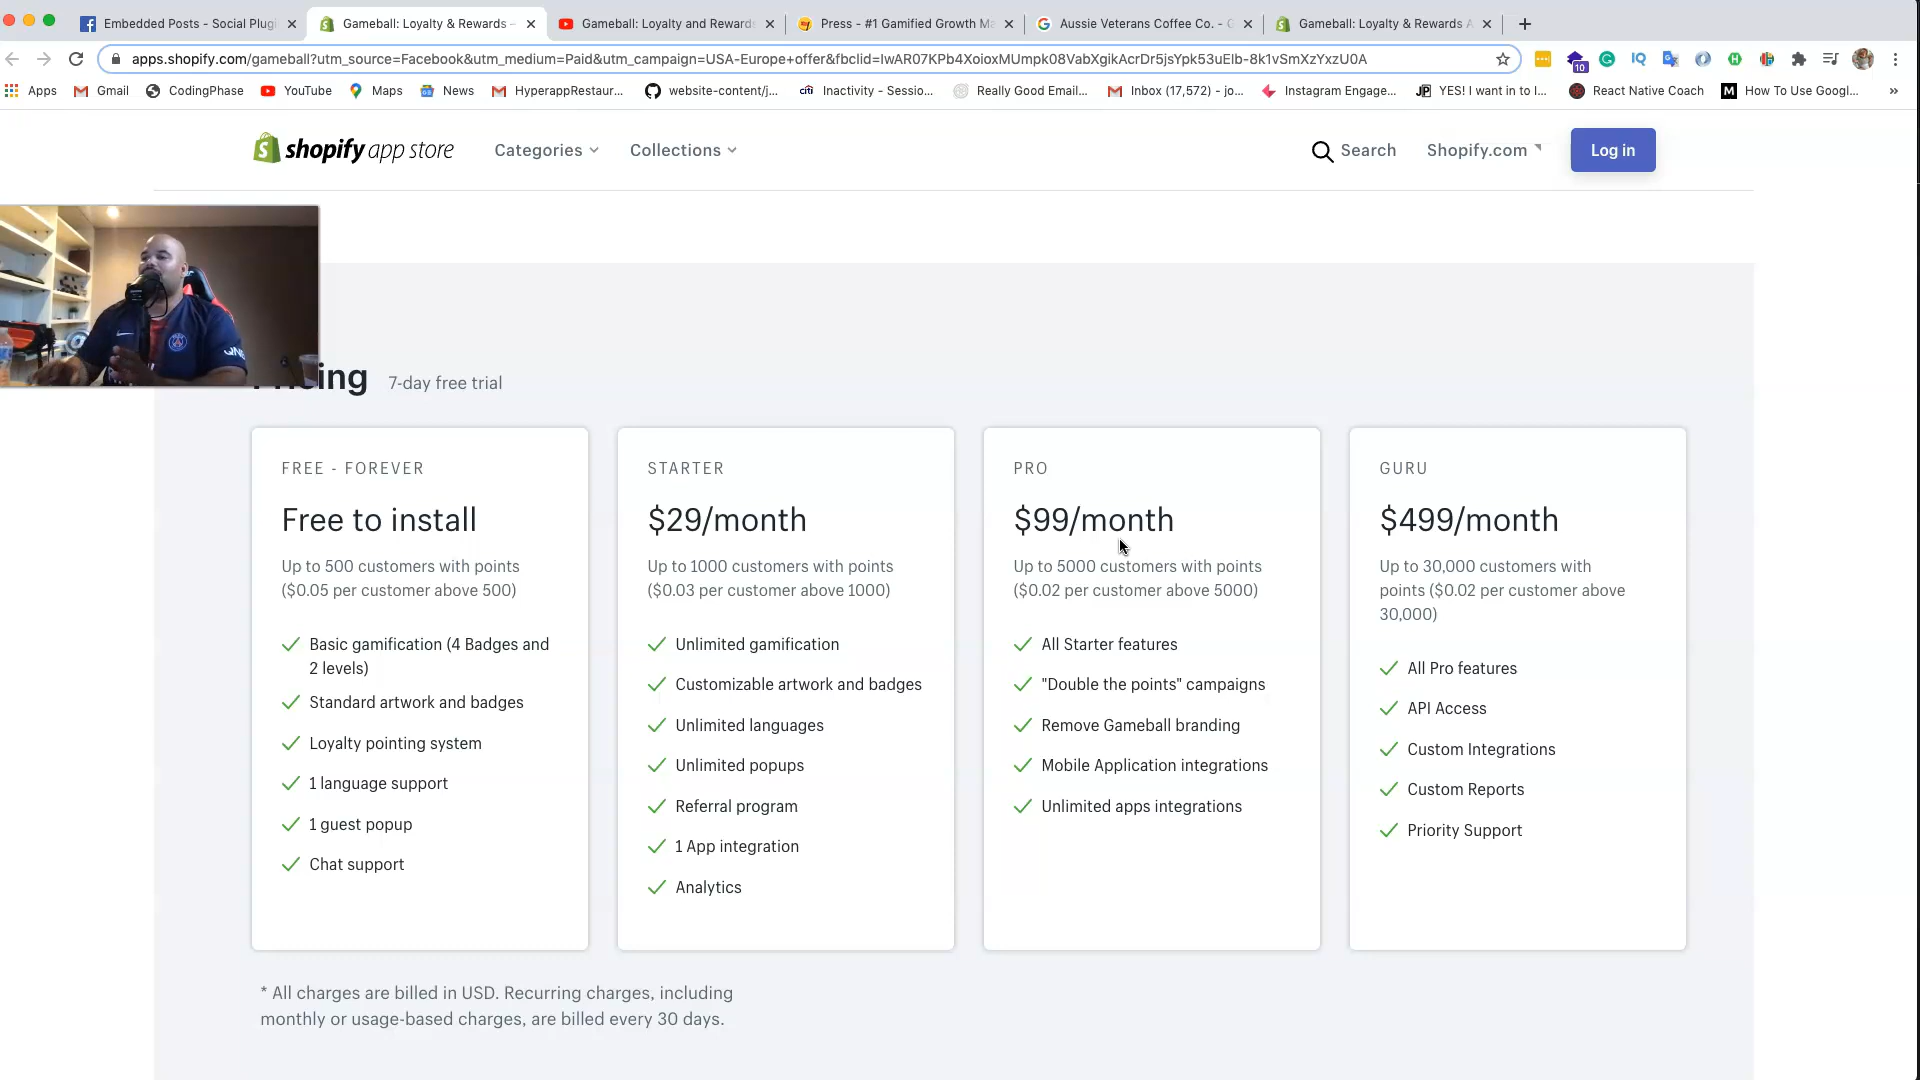 Embedded Posts - Social Plugi
Gameball: Loyalty & Rewards -
Gameball: Loyalty and Reward
Press - #1 Gamified Growth Ma
Aussie Veterans Coffee Co. - G
Gameball: Loyalty & Rewards A
apps.shopify.com/gameball?utm_source=Facebook&utm_medium=Paid&utm_campaign=USA-Europe+offer&fbclid=IwAR07KPb4XoioxMUmpk08VabXgikAcrDr5jsYpk53uElb-8k1vSmXzYxzU0A
10
Apps
Gmail
CodingPhase
YouTube
Maps
News
HyperappRestaur...
website-content/j...
Inactivity - Sessio...
Really Good Email...
Inbox (17,572) - jo...
Instagram Engage...
YES! I want in to I...
React Native Coach
How To Use Googl...
shopify app store
Categories
Collections
Search
Shopify.com
Log in
7-day free trial
FREE - FOREVER
Free to install
Up to 500 customers with points
($0.05 per customer above 500)
Basic gamification (4 Badges and
2 levels)
Standard artwork and badges
Loyalty pointing system
1 language support
1 guest popup
Chat support
STARTER
$29/month
Up to 1000 customers with points
($0.03 per customer above 1000)
Unlimited gamification
Customizable artwork and badges
Unlimited languages
Unlimited popups
Referral program
1 App integration
Analytics
PRO
$99/month
Up to 5000 customers with points
($0.02 per customer above 5000)
All Starter features
"Double the points" campaigns
Remove Gameball branding
Mobile Application integrations
Unlimited apps integrations
GURU
$499/month
Up to 30,000 customers with
points ($0.02 per customer above
30,000)
All Pro features
API Access
Custom Integrations
Custom Reports
Priority Support
* All charges are billed in USD. Recurring charges, including
monthly or usage-based charges, are billed every 30 days.